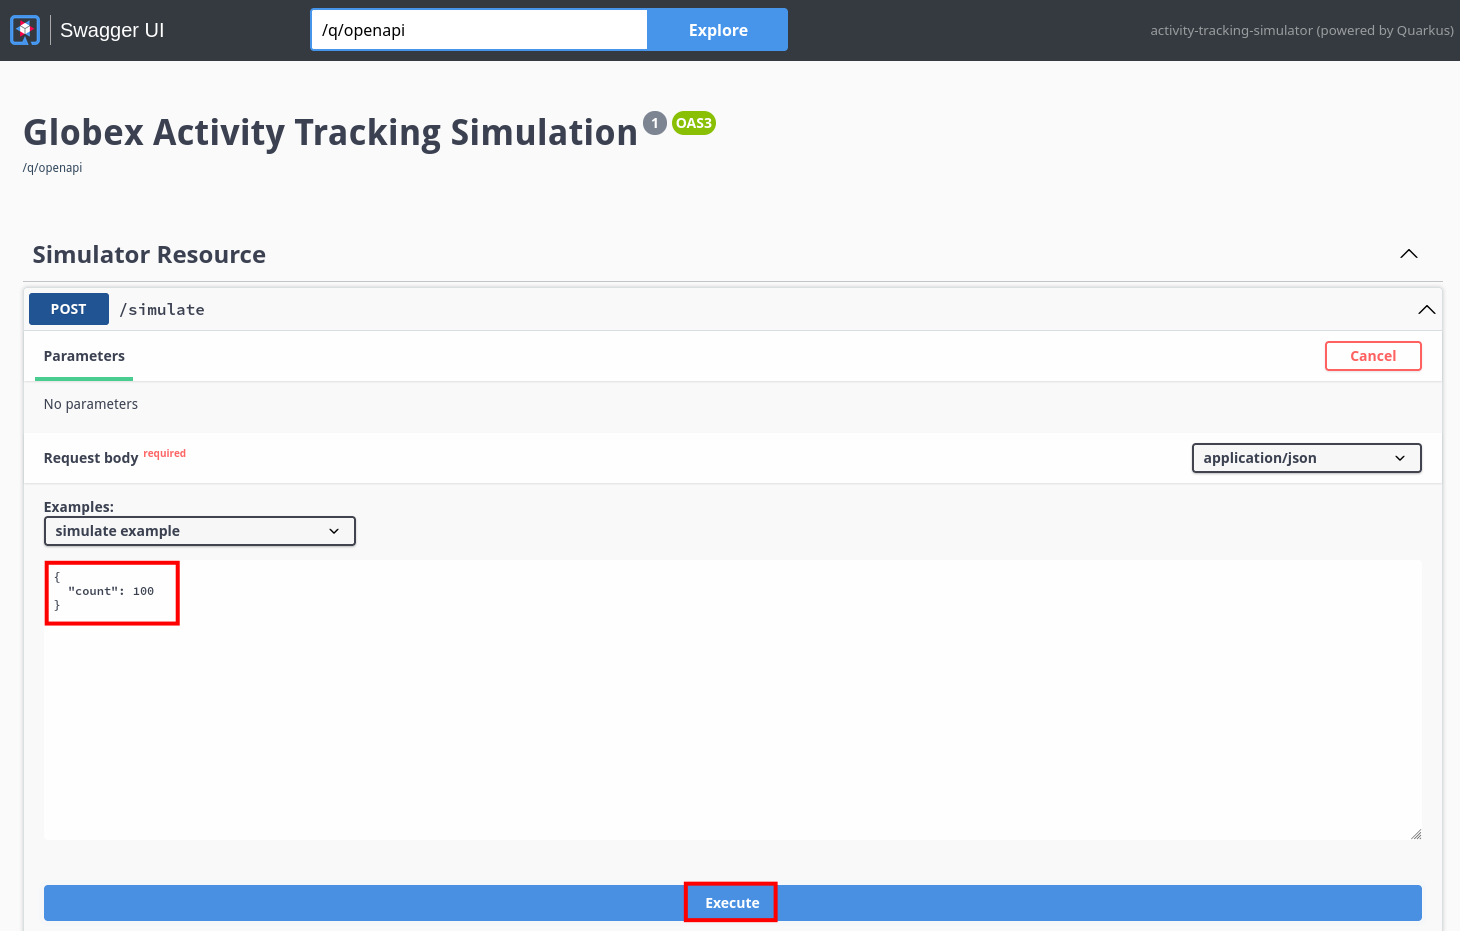 Swagger UI
/q/openapi
Explore
activity-tracking-simulator (powered by Quarkus)
Globex Activity Tracking Simulation 1 OAS3
/q/openapi
Simulator Resource
POST /simulate
Parameters
Cancel
No parameters
Request body required
application/json
Examples:
simulate example
{
"count": 100
}
Execute